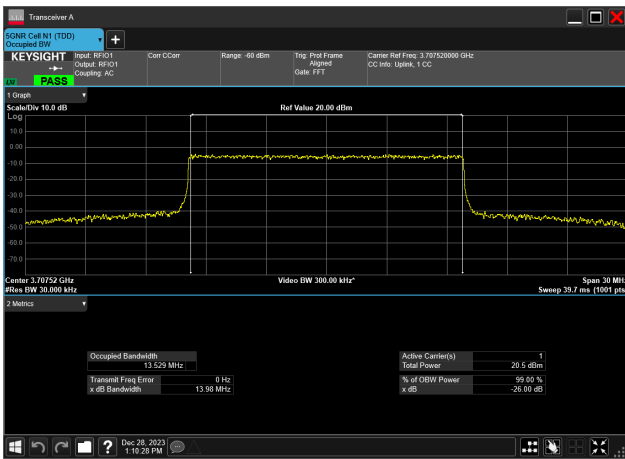 Transceiver A
5GNR Cell N1 (TDD)
Occupied BW
KEYSIGHT
LXI
PASS
Input: RFIO1
Output: RFIO1
Coupling: AC
Corr CCorr
Range: -60 dBm
Trig: Prot Frame
Aligned
Gate: FFT
Carrier Ref Freq: 3.707520000 GHz
CC Info: Uplink, 1 CC
1 Graph
Scale/Div 10.0 dB
Ref Value 20.00 dBm
Log
10.0
0.00
-10.0
-20.0
-30.0
-40.0
-50.0
-60.0
-70.0
Center 3.70752 GHz
Video BW 300.00 kHz*
Span 30 MHz
#Res BW 30.000 kHz
Sweep 39.7 ms (1001 pts
2 Metrics
Occupied Bandwidth
13.529 MHz
Transmit Freq Error 0 Hz
x dB Bandwidth 13.98 MHz
Active Carrier(s) 1
Total Power 20.5 dBm
% of OBW Power 99.00 %
x dB -26.00 dB
Dec 28, 2023
1:10:28 PM